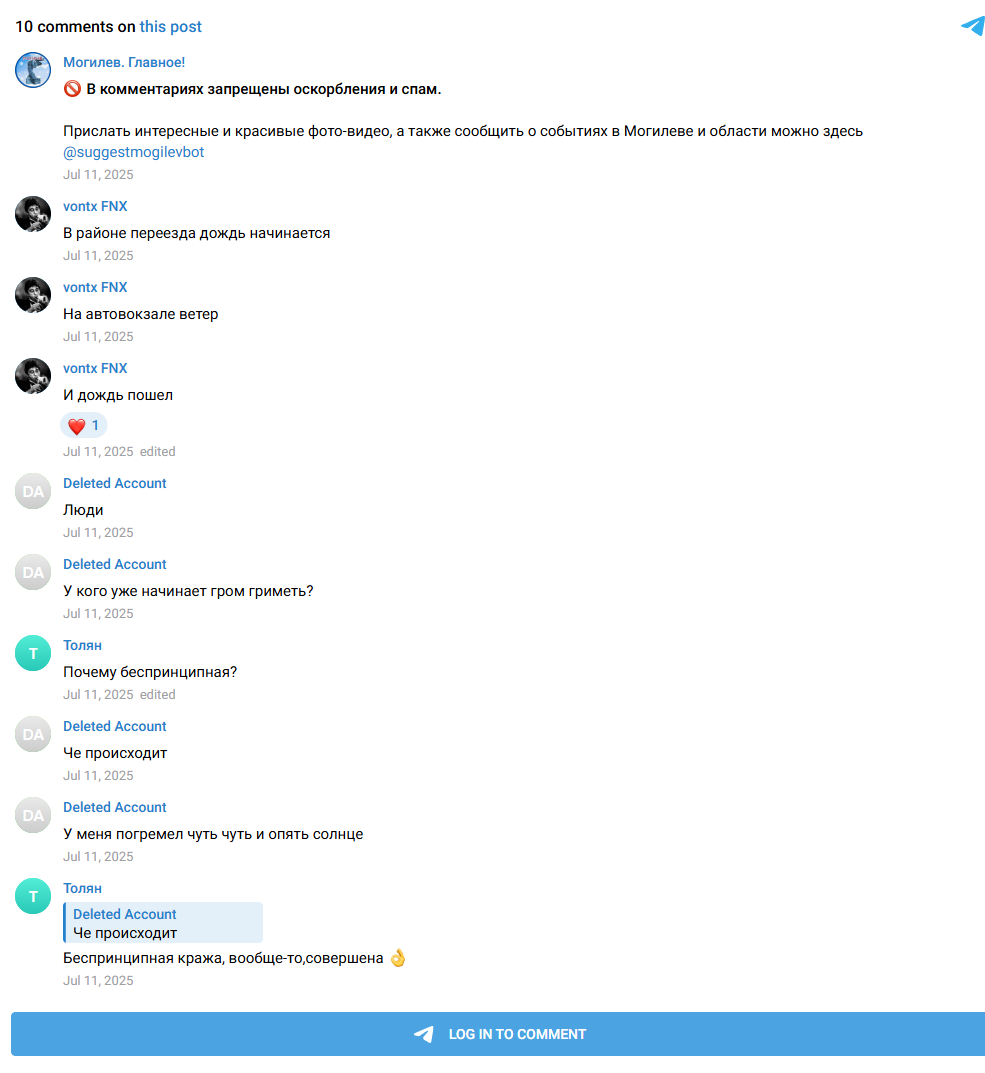 10 comments on this post
Могилев. Главное!
🚫 В комментариях запрещены оскорбления и спам.
Прислать интересные и красивые фото-видео, а также сообщить о событиях в Могилеве и области можно здесь
@suggestmogilevbot
Jul 11, 2025
vontx FNX
В районе переезда дождь начинается
Jul 11, 2025
vontx FNX
На автовокзале ветер
Jul 11, 2025
vontx FNX
И дождь пошел
❤️ 1
Jul 11, 2025 edited
DA
Deleted Account
Люди
Jul 11, 2025
DA
Deleted Account
У кого уже начинает гром гриметь?
Jul 11, 2025
Т
Толян
Почему беспринципная?
Jul 11, 2025 edited
DA
Deleted Account
Че происходит
Jul 11, 2025
DA
Deleted Account
У меня погремел чуть чуть и опять солнце
Jul 11, 2025
Т
Толян
Deleted Account
Че происходит
Беспринципная кража, вообще-то,совершена 👌
Jul 11, 2025
LOG IN TO COMMENT